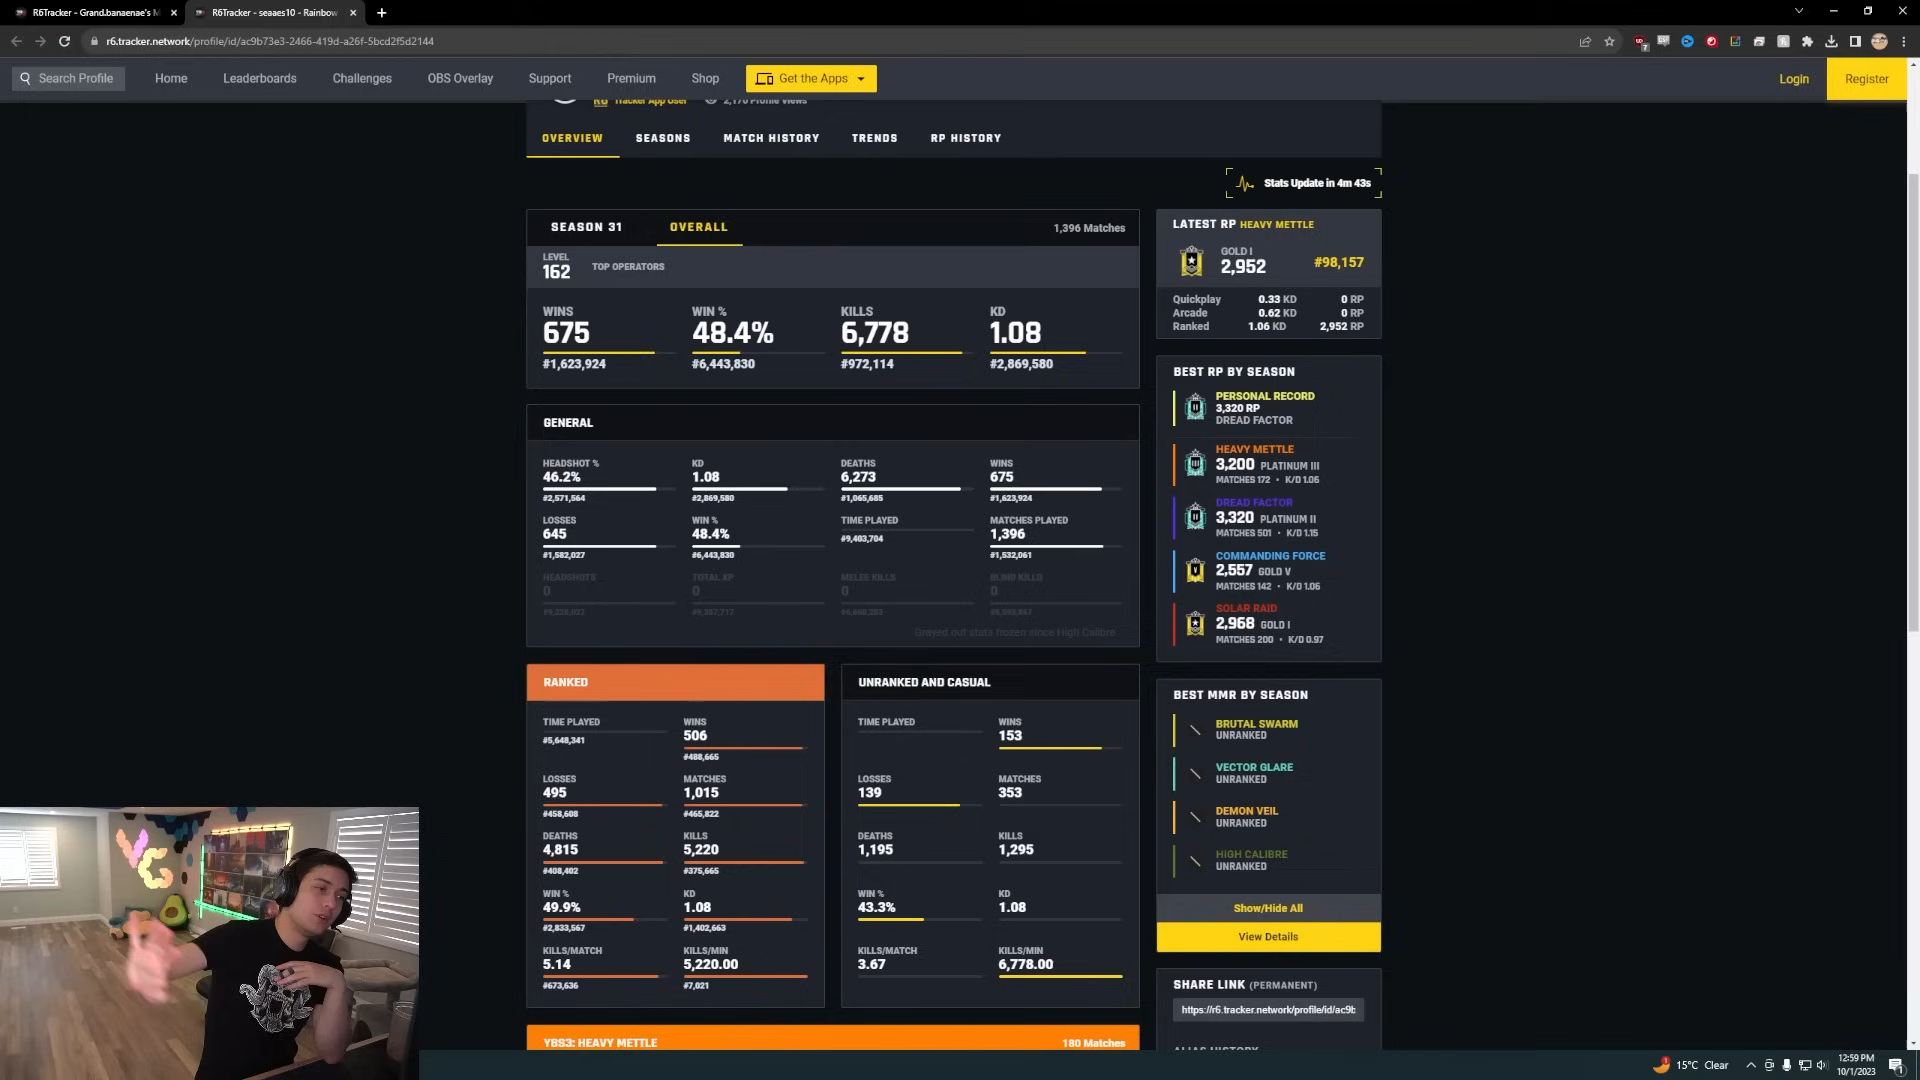 R6Tracker - Grand.banaenae's M
R6Tracker - seaaes10 - Rainbow
r6.tracker.network/profile/id/ac9b73e3-2466-419d-a26f-5bcd2f5d2144
Search Profile
Home
Leaderboards
Challenges
OBS Overlay
Support
Premium
Shop
Get the Apps
Login
Register
R6 Tracker App User
2,170 Profile Views
OVERVIEW
SEASONS
MATCH HISTORY
TRENDS
RP HISTORY
Stats Update in 4m 43s
SEASON 31
OVERALL
1,396 Matches
LEVEL
162
TOP OPERATORS
WINS
675
#1,623,924
WIN %
48.4%
#6,443,830
KILLS
6,778
#972,114
KD
1.08
#2,869,580
GENERAL
HEADSHOT %
46.2%
#2,571,564
KD
1.08
#2,869,580
DEATHS
6,273
#1,065,685
WINS
675
#1,623,924
LOSSES
645
#1,582,027
WIN %
48.4%
#6,443,830
TIME PLAYED
#9,403,704
MATCHES PLAYED
1,396
#1,532,061
HEADSHOTS
0
TOTAL XP
0
MELEE KILLS
0
BLIND KILLS
0
Grayed out stats frozen since High Calibre
RANKED
TIME PLAYED
#5,648,341
WINS
506
#488,665
LOSSES
495
#458,608
MATCHES
1,015
#465,822
DEATHS
4,815
#408,402
KILLS
5,220
#375,665
WIN %
49.9%
#2,833,567
KD
1.08
#1,402,663
KILLS/MATCH
5.14
#673,636
KILLS/MIN
5,220.00
#7,021
UNRANKED AND CASUAL
TIME PLAYED
WINS
153
LOSSES
139
MATCHES
353
DEATHS
1,195
KILLS
1,295
WIN %
43.3%
KD
1.08
KILLS/MATCH
3.67
KILLS/MIN
6,778.00
Y8S3: HEAVY METTLE
180 Matches
LATEST RP HEAVY METTLE
GOLD I
2,952
#98,157
Quickplay 0.33 KD 0 RP
Arcade 0.62 KD 0 RP
Ranked 1.06 KD 2,952 RP
BEST RP BY SEASON
PERSONAL RECORD
3,320 RP
DREAD FACTOR
HEAVY METTLE
3,200 PLATINUM III
MATCHES 172 • K/D 1.06
DREAD FACTOR
3,320 PLATINUM II
MATCHES 501 • K/D 1.15
COMMANDING FORCE
2,557 GOLD V
MATCHES 142 • K/D 1.06
SOLAR RAID
2,968 GOLD I
MATCHES 200 • K/D 0.97
BEST MMR BY SEASON
BRUTAL SWARM
UNRANKED
VECTOR GLARE
UNRANKED
DEMON VEIL
UNRANKED
HIGH CALIBRE
UNRANKED
Show/Hide All
View Details
SHARE LINK (PERMANENT)
https://r6.tracker.network/profile/id/ac9b
ALIAS HISTORY
15°C Clear
12:59 PM
10/1/2023